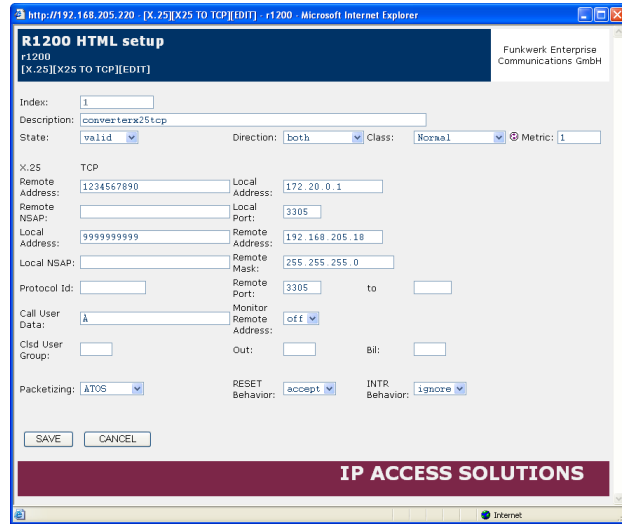 http://192.168.205.220 - [X.25][X25 TO TCP][EDIT] - r1200 - Microsoft Internet Explorer
R1200 HTML setup
r1200
[X.25][X25 TO TCP][EDIT]
Funkwerk Enterprise
Communications GmbH
Index: 1
Description: converterx25tcp
State: valid Direction: both Class: Normal Metric: 1
X.25 TCP
Remote Address: 1234567890 Local Address: 172.20.0.1
Remote NSAP: Local Port: 3305
Local Address: 9999999999 Remote Address: 192.168.205.18
Local NSAP: Remote Mask: 255.255.255.0
Protocol Id: Remote Port: 3305 to
Call User Data: A Monitor Remote Address: off
Clsd User Group: Out: Bil:
Packetizing: ATOS RESET Behavior: accept INTR Behavior: ignore
SAVE CANCEL
IP ACCESS SOLUTIONS
Internet